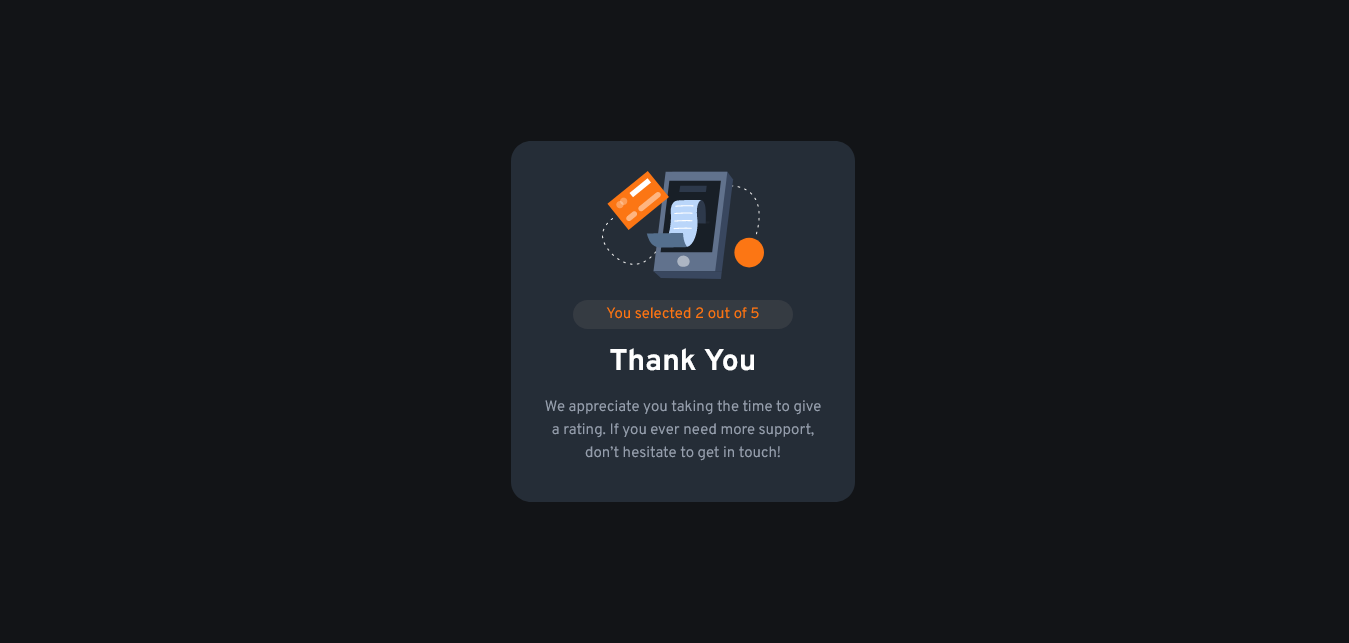 You selected 2 out of 5
Thank You
We appreciate you taking the time to give
a rating. If you ever need more support,
don’t hesitate to get in touch!